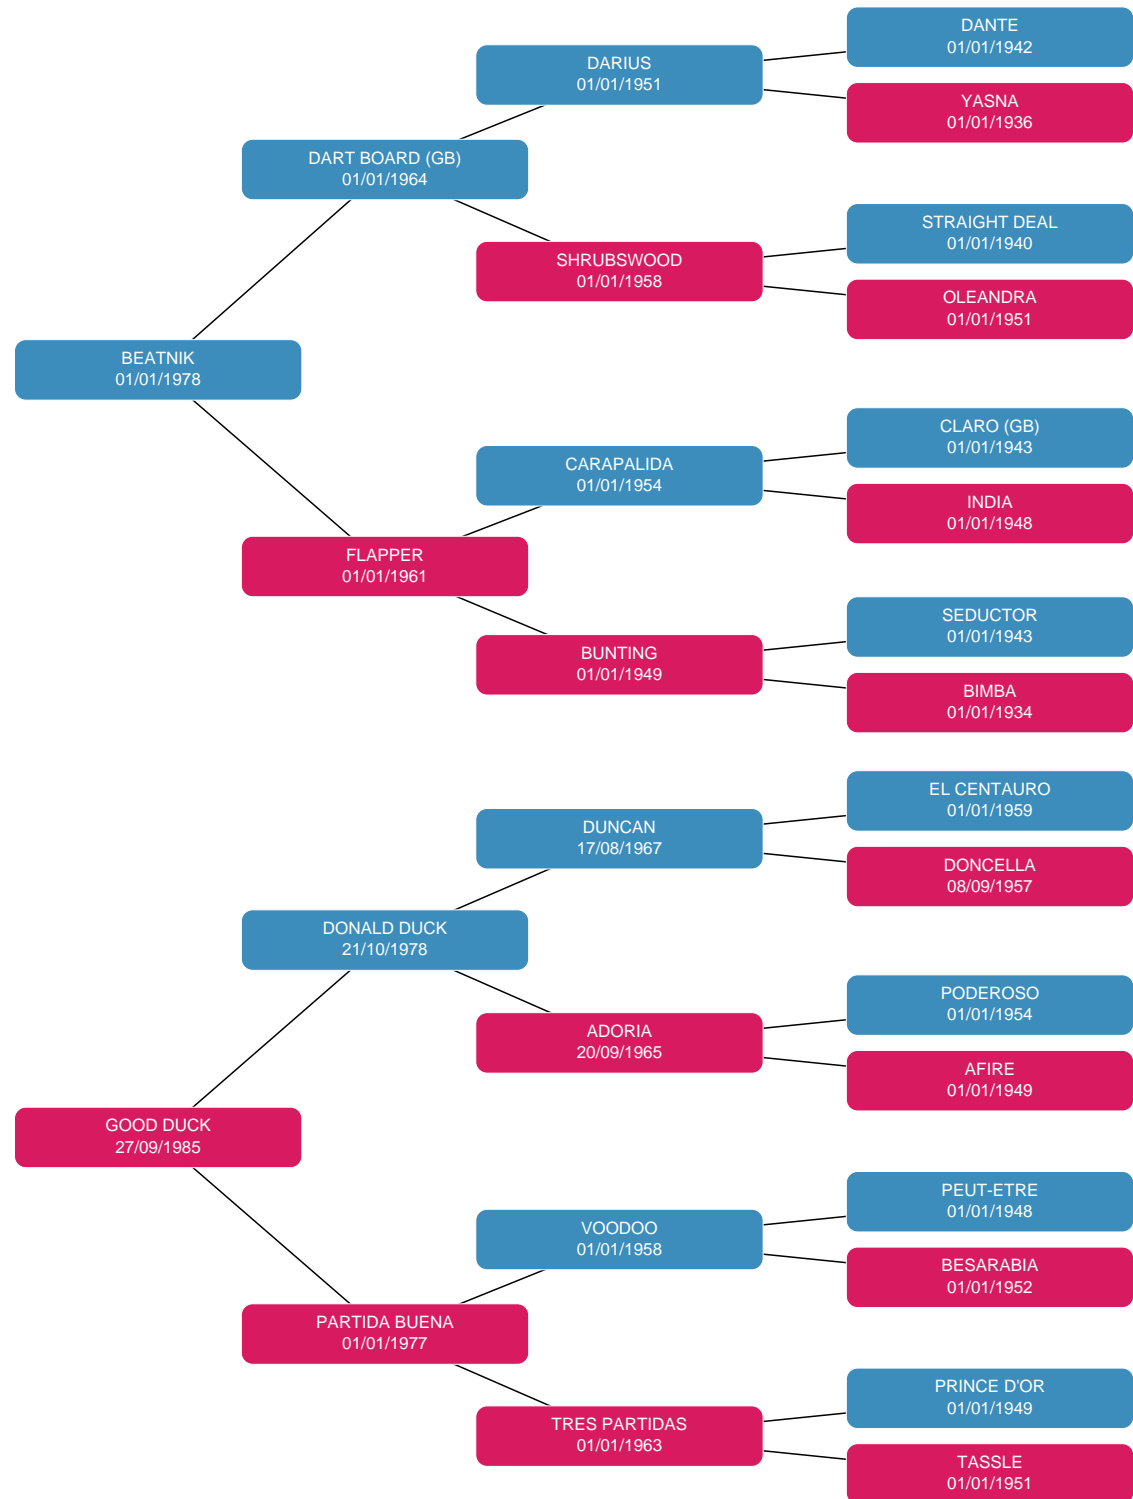 DANTE
01/01/1942
DARIUS
01/01/1951
YASNA
01/01/1936
DART BOARD (GB)
01/01/1964
STRAIGHT DEAL
01/01/1940
SHRUBSWOOD
01/01/1958
OLEANDRA
01/01/1951
BEATNIK
01/01/1978
CLARO (GB)
01/01/1943
CARAPALIDA
01/01/1954
INDIA
01/01/1948
FLAPPER
01/01/1961
SEDUCTOR
01/01/1943
BUNTING
01/01/1949
BIMBA
01/01/1934
EL CENTAURO
01/01/1959
DUNCAN
17/08/1967
DONCELLA
08/09/1957
DONALD DUCK
21/10/1978
PODEROSO
01/01/1954
ADORIA
20/09/1965
AFIRE
01/01/1949
GOOD DUCK
27/09/1985
PEUT-ETRE
01/01/1948
VOODOO
01/01/1958
BESARABIA
01/01/1952
PARTIDA BUENA
01/01/1977
PRINCE D'OR
01/01/1949
TRES PARTIDAS
01/01/1963
TASSLE
01/01/1951